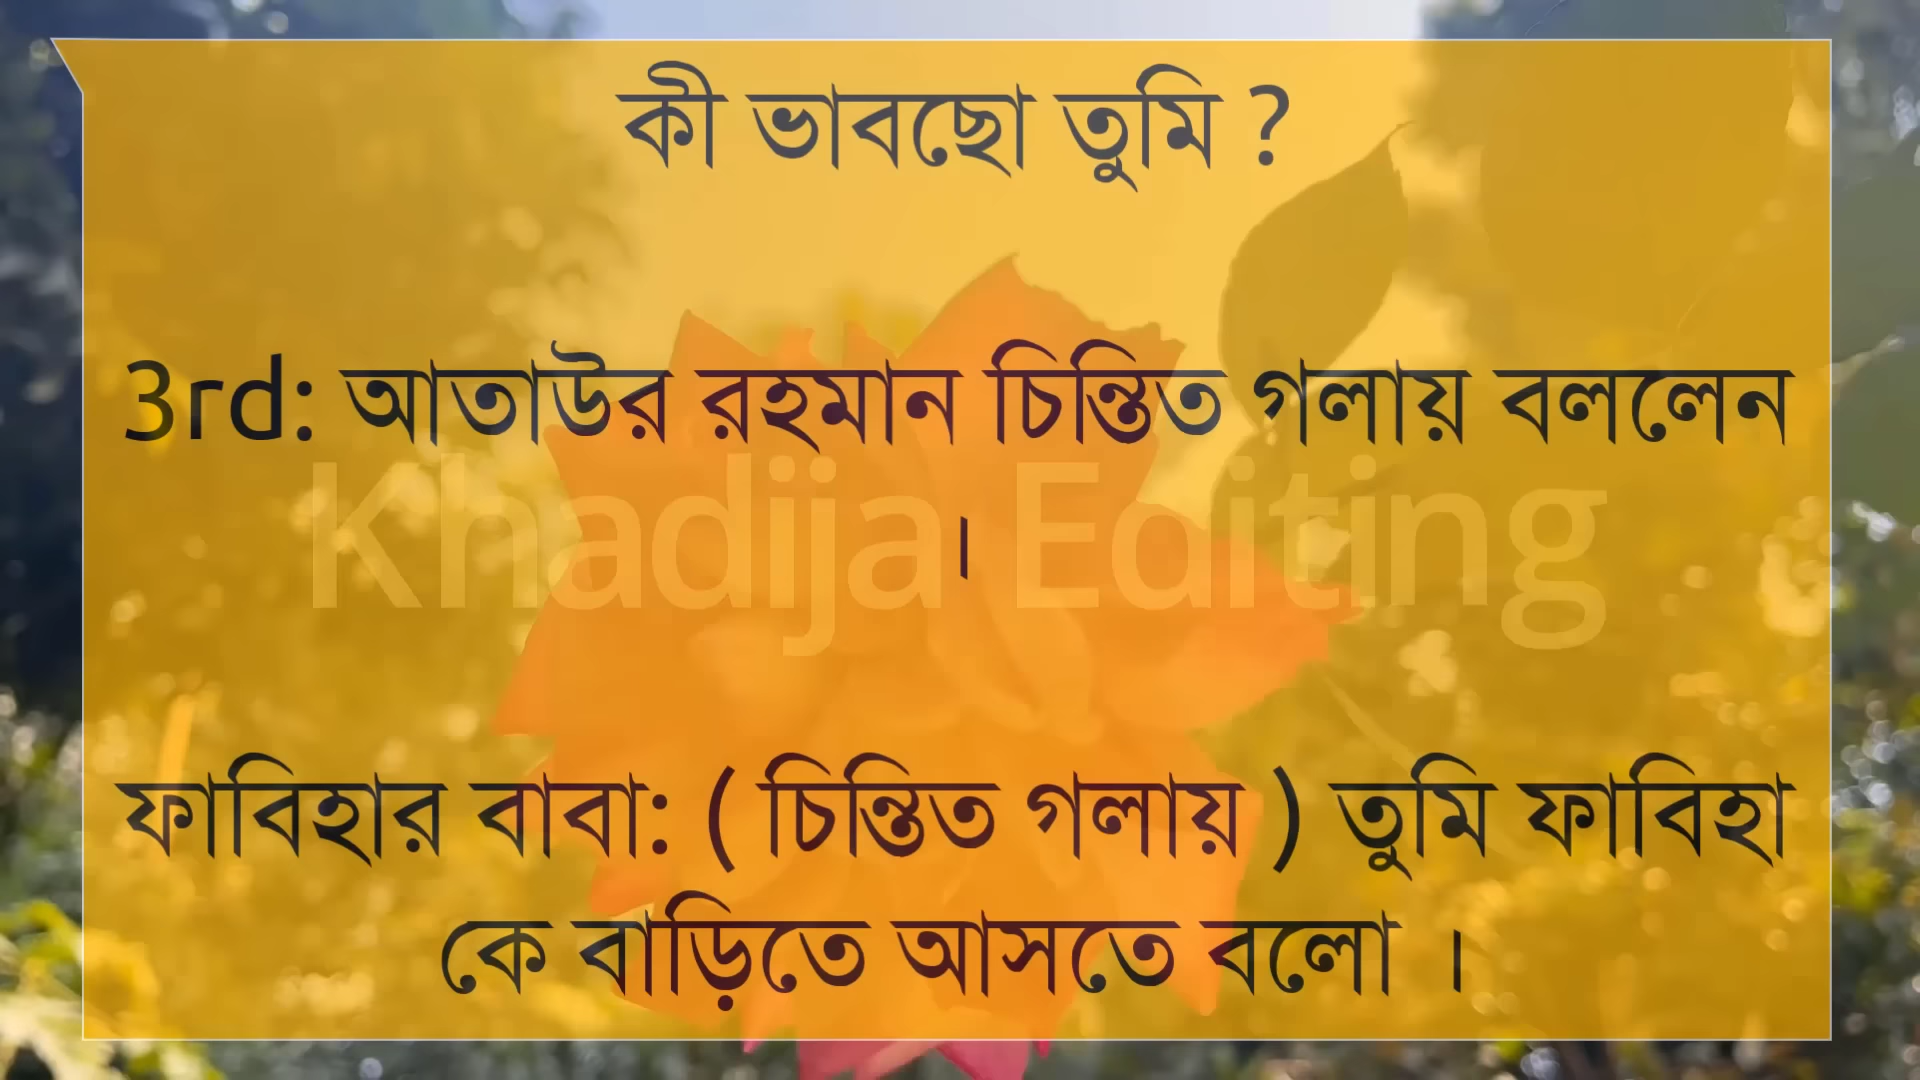 কী ভাবছো তুমি ?
3rd: আতাউর রহমান চিন্তিত গলায় বললেন
।
Khadija Editing
ফাবিহার বাবা: ( চিন্তিত গলায় ) তুমি ফাবিহা
কে বাড়িতে আসতে বলো ।